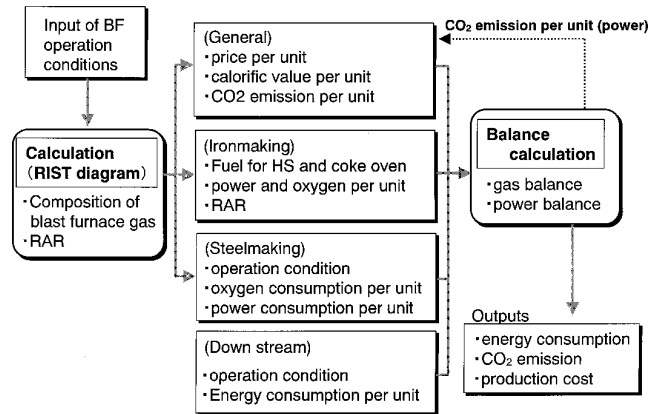 Input of BF
operation
conditions
Calculation
(RIST diagram)
・Composition of
blast furnace gas
・RAR
(General)
・price per unit
・calorific value per unit
・CO2 emission per unit
(Ironmaking)
・Fuel for HS and coke oven
・power and oxygen per unit
・RAR
(Steelmaking)
・operation condition
・oxygen consumption per unit
・power consumption per unit
(Down stream)
・operation condition
・Energy consumption per unit
CO₂ emission per unit (power)
Balance
calculation
・gas balance
・power balance
Outputs
・energy consumption
・CO₂ emission
・production cost